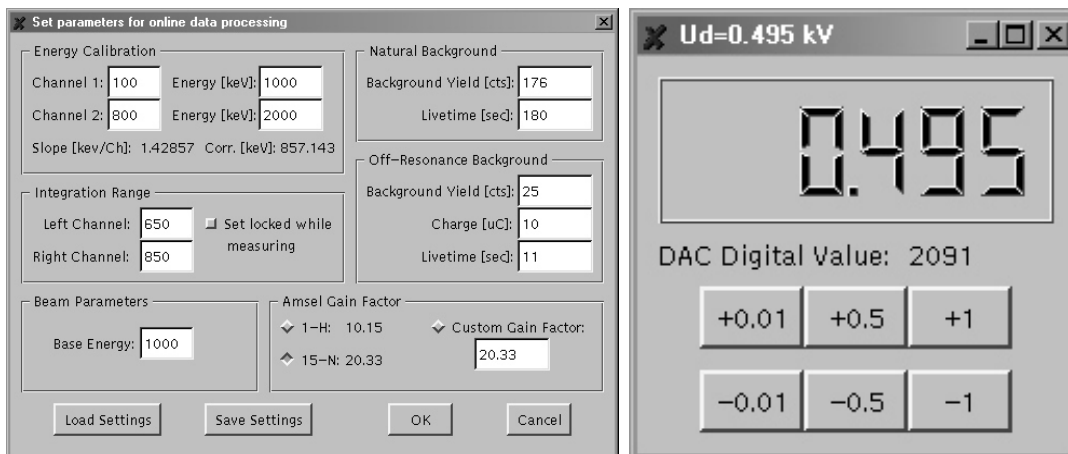 Set parameters for online data processing
Energy Calibration
Channel 1: 100 Energy [keV]: 1000
Channel 2: 800 Energy [keV]: 2000
Slope [kev/Ch]: 1.42857 Corr. [keV]: 857.143
Integration Range
Left Channel: 650
Right Channel: 850
Set locked while
measuring
Natural Background
Background Yield [cts]: 176
Livetime [sec]: 180
Off-Resonance Background
Background Yield [cts]: 25
Charge [uC]: 10
Livetime [sec]: 11
Beam Parameters
Base Energy: 1000
Amsel Gain Factor
1-H: 10.15
15-N: 20.33
Custom Gain Factor:
20.33
Load Settings Save Settings OK Cancel
Ud=0.495 kV
0.495
DAC Digital Value: 2091
+0.01 +0.5 +1
-0.01 -0.5 -1